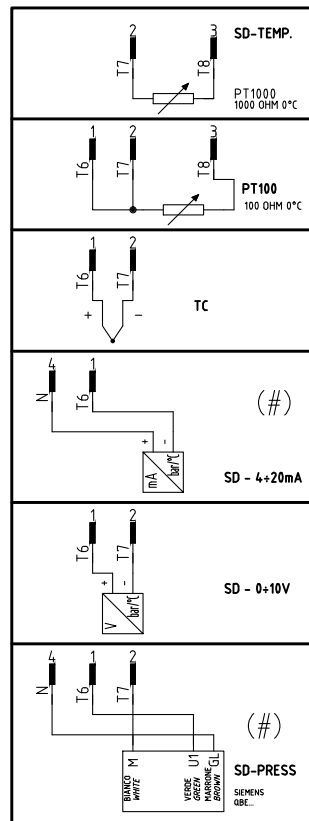 2 3 SD-TEMP.
T7 T8
PT1000
1000 OHM 0°C
1 2 3
T6 T7 T8
PT100
100 OHM 0°C
1 2
T6 T7
+ -
TC
4 1
N T6
(#)
+ -
mA bar/°C
SD - 4÷20mA
1 2
T6 T7
+ -
V bar/°C
SD - 0÷10V
4 1 2
N T6 T7
(#)
M U1 GL
BIANCO
WHITE
VERDE
GREEN
MARRONE
BROWN
SD-PRESS
SIEMENS
QBE...